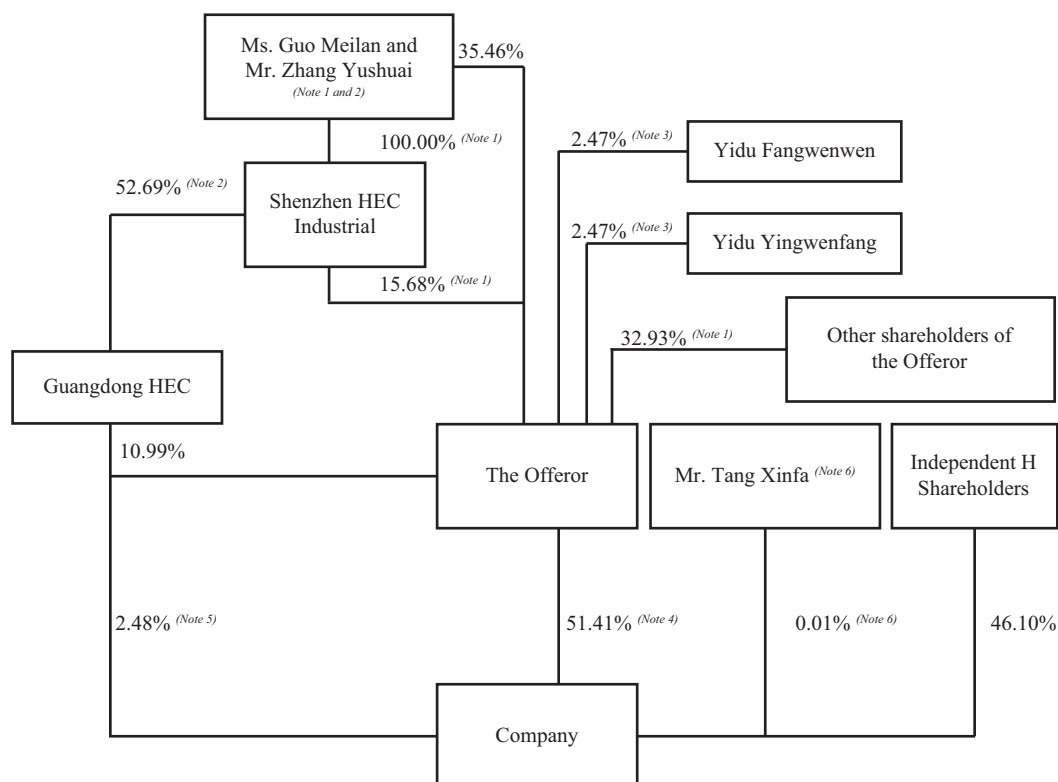 Ms. Guo Meilan and
Mr. Zhang Yushuai
(Note 1 and 2)
35.46%
100.00% (Note 1)
2.47% (Note 3)
Yidu Fangwenwen
52.69% (Note 2)
Shenzhen HEC
Industrial
2.47% (Note 3)
Yidu Yingwenfang
15.68% (Note 1)
32.93% (Note 1)
Other shareholders of
the Offeror
Guangdong HEC
10.99%
The Offeror
Mr. Tang Xinfa (Note 6)
Independent H
Shareholders
2.48% (Note 5)
51.41% (Note 4)
0.01% (Note 6)
46.10%
Company